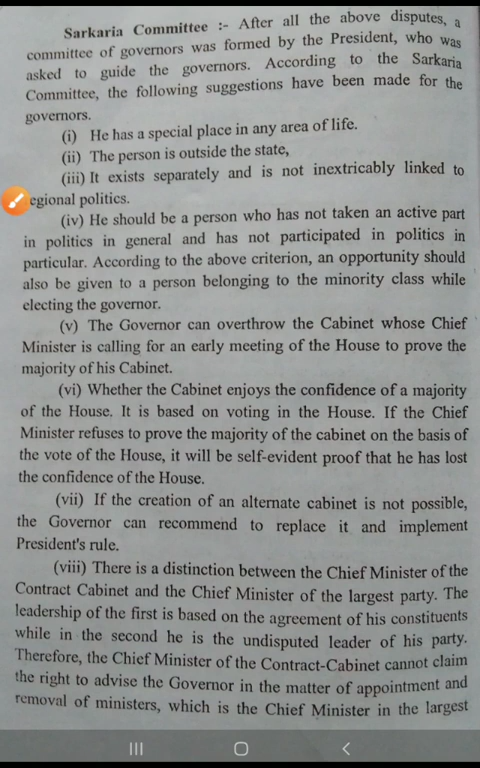 Sarkaria Committee :- After all the above disputes, a
committee of governors was formed by the President, who was
asked to guide the governors. According to the Sarkaria
Committee, the following suggestions have been made for the
governors.
(i) He has a special place in any area of life.
(ii) The person is outside the state,
(iii) It exists separately and is not inextricably linked to
egional politics.
(iv) He should be a person who has not taken an active part
in politics in general and has not participated in politics in
particular. According to the above criterion, an opportunity should
also be given to a person belonging to the minority class while
electing the governor.
(v) The Governor can overthrow the Cabinet whose Chief
Minister is calling for an early meeting of the House to prove the
majority of his Cabinet.
(vi) Whether the Cabinet enjoys the confidence of a majority
of the House. It is based on voting in the House. If the Chief
Minister refuses to prove the majority of the cabinet on the basis of
the vote of the House, it will be self-evident proof that he has lost
the confidence of the House.
(vii) If the creation of an alternate cabinet is not possible,
the Governor can recommend to replace it and implement
President's rule.
(viii) There is a distinction between the Chief Minister of the
Contract Cabinet and the Chief Minister of the largest party. The
leadership of the first is based on the agreement of his constituents
while in the second he is the undisputed leader of his party.
Therefore, the Chief Minister of the Contract-Cabinet cannot claim
the right to advise the Governor in the matter of appointment and
removal of ministers, which is the Chief Minister in the largest